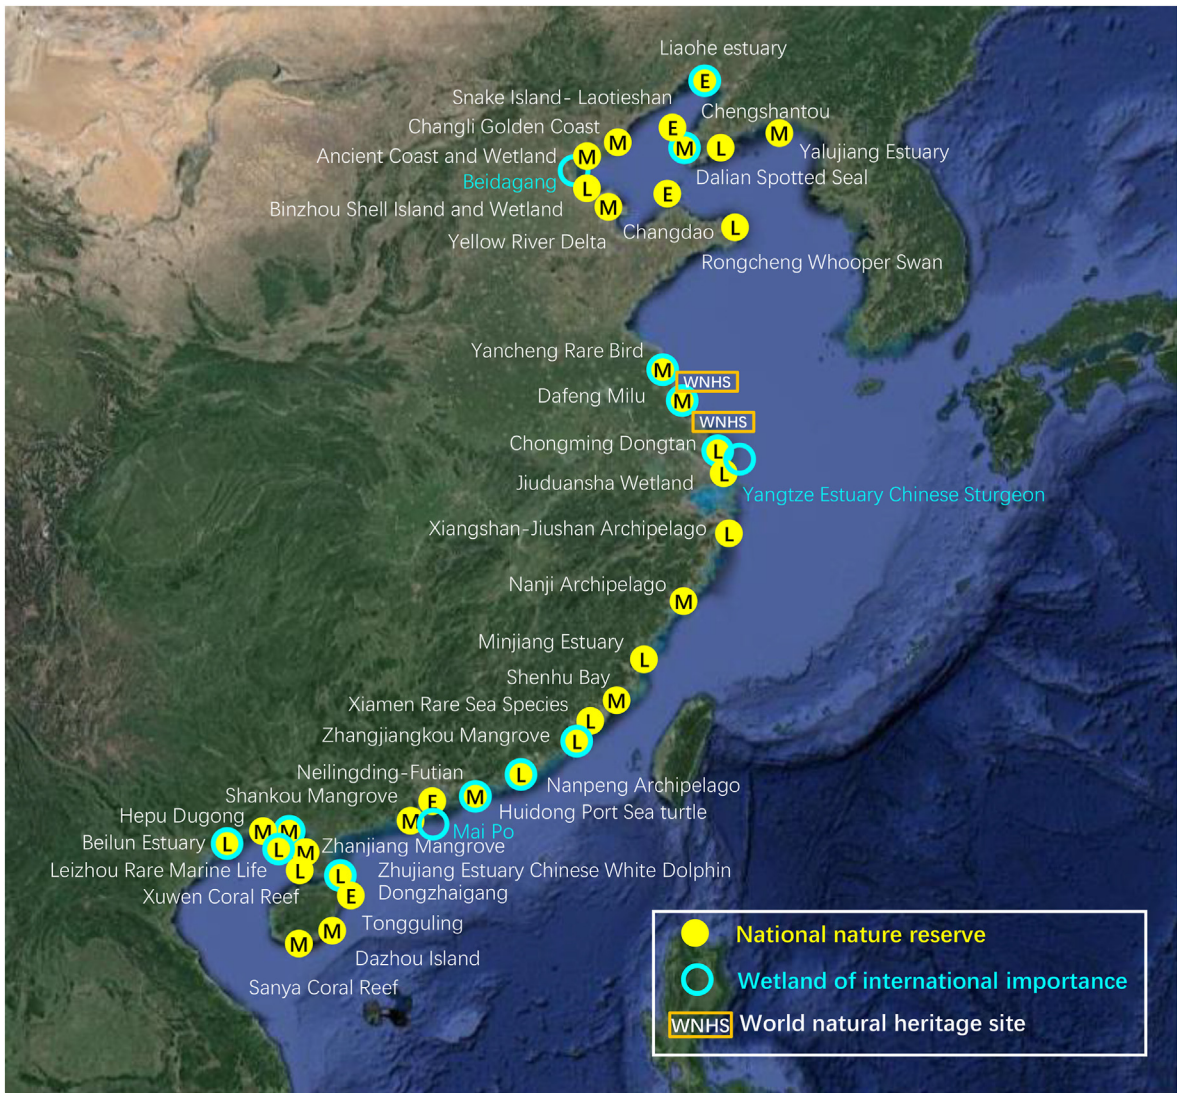 Liaohe estuary
E
Snake Island- Laotieshan
Chengshantou
Changli Golden Coast
E
M
M
Yalujiang Estuary
M
L
Ancient Coast and Wetland
M
Beidagang
Dalian Spotted Seal
L
E
Binzhou Shell Island and Wetland
M
Yellow River Delta
Changdao
L
Rongcheng Whooper Swan
Yancheng Rare Bird
M
WNHS
Dafeng Milu
M
WNHS
Chongming Dongtan
L
Jiuduansha Wetland
L
Yangtze Estuary Chinese Sturgeon
Xiangshan-Jiushan Archipelago
L
Nanji Archipelago
M
Minjiang Estuary
L
Shenhu Bay
M
Xiamen Rare Sea Species
L
Zhangjiangkou Mangrove
L
Neilingding-Futian
L
Nanpeng Archipelago
Shankou Mangrove
E
M
Huidong Port Sea turtle
Hepu Dugong
M
Mai Po
M
M
Beilun Estuary
L
L
M
Zhanjiang Mangrove
Leizhou Rare Marine Life
L
L
Zhujiang Estuary Chinese White Dolphin
Xuwen Coral Reef
E
Dongzhaigang
Tongguling
M
M
Dazhou Island
Sanya Coral Reef
National nature reserve
Wetland of international importance
WNHS World natural heritage site